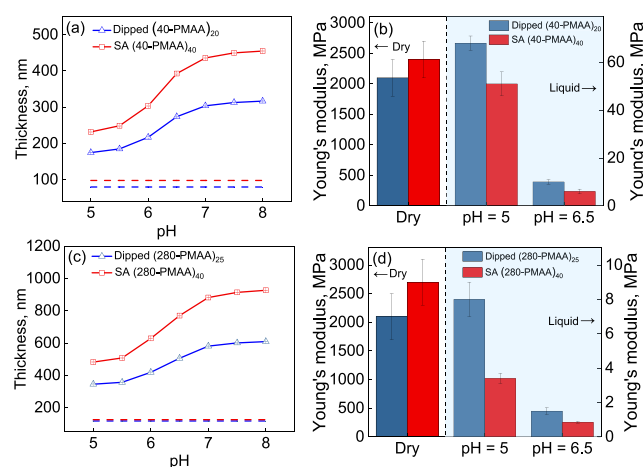 (a)
Dipped (40-PMAA)20
SA (40-PMAA)40
Thickness, nm
500
400
300
200
100
5 6 7 8
pH
(b)
Dipped (40-PMAA)20
SA (40-PMAA)40
← Dry
Liquid →
Young's modulus, MPa
3000
2500
2000
1500
1000
500
0
Dry pH = 5 pH = 6.5
60
40
20
0
Young's modulus, MPa
(c)
Dipped (280-PMAA)25
SA (280-PMAA)40
Thickness, nm
1200
1000
800
600
400
200
5 6 7 8
pH
(d)
Dipped (280-PMAA)25
SA (280-PMAA)40
← Dry
Liquid →
Young's modulus, MPa
3000
2500
2000
1500
1000
500
0
Dry pH = 5 pH = 6.5
10
8
6
4
2
0
Young's modulus, MPa